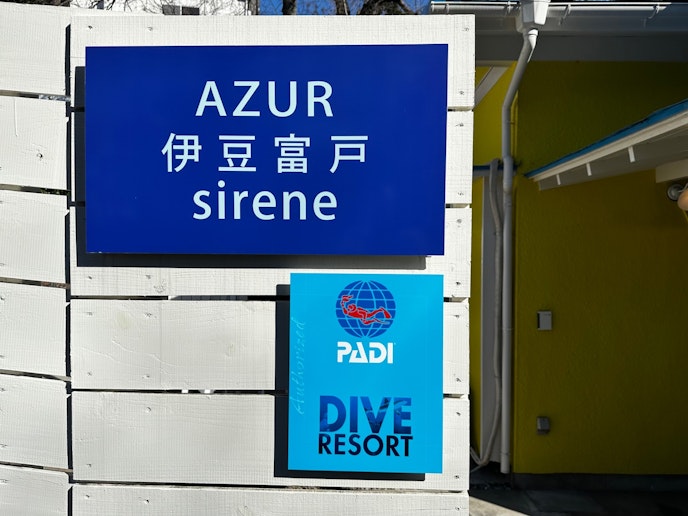 AZUR
伊豆富戸
sirene
PADI
Authorized
DIVE
RESORT